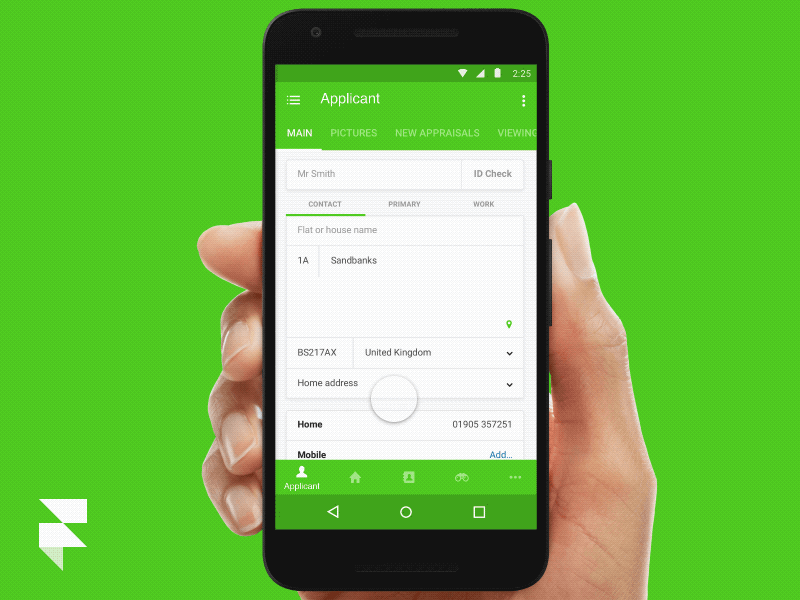 2:25
Applicant
MAIN PICTURES NEW APPRAISALS VIEWING
Mr Smith ID Check
CONTACT PRIMARY WORK
Flat or house name
1A Sandbanks
BS217AX United Kingdom
Home address
Home 01905 357251
Mobile Add...
Applicant